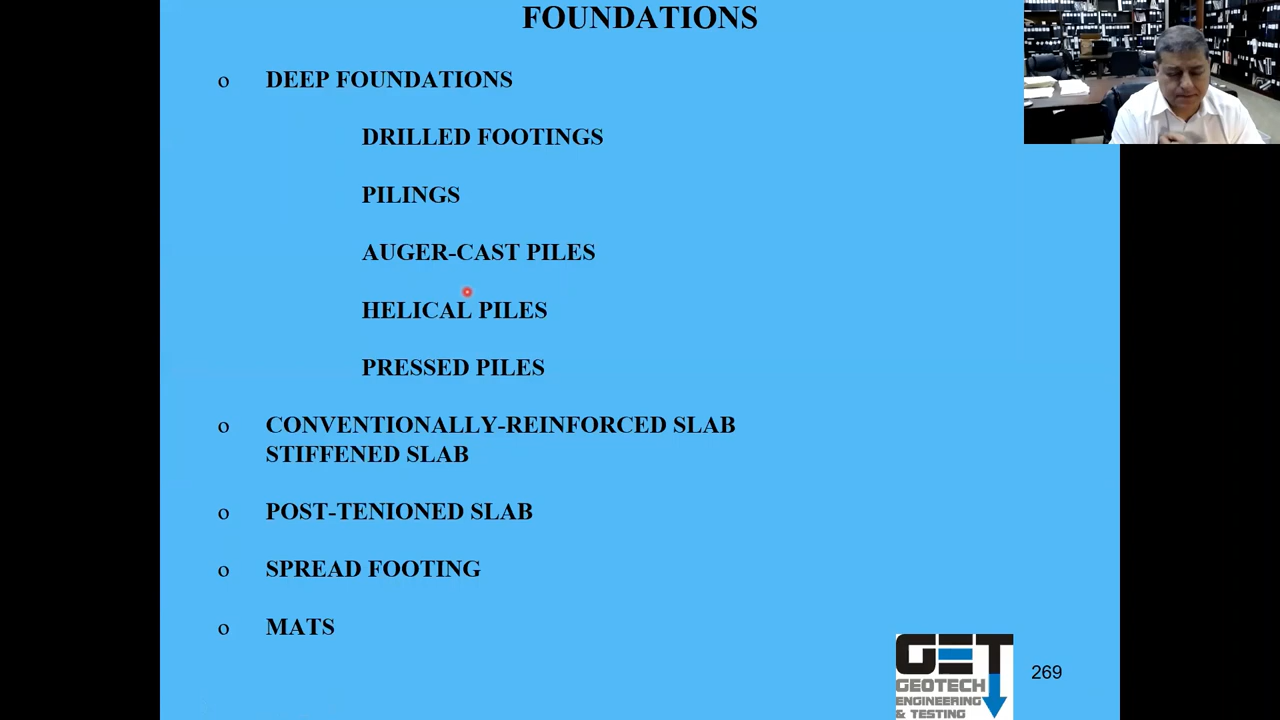 FOUNDATIONS
o DEEP FOUNDATIONS
DRILLED FOOTINGS
PILINGS
AUGER-CAST PILES
HELICAL PILES
PRESSED PILES
o CONVENTIONALLY-REINFORCED SLAB
STIFFENED SLAB
o POST-TENIONED SLAB
o SPREAD FOOTING
o MATS
GET
GEOTECH
ENGINEERING
& TESTING
269